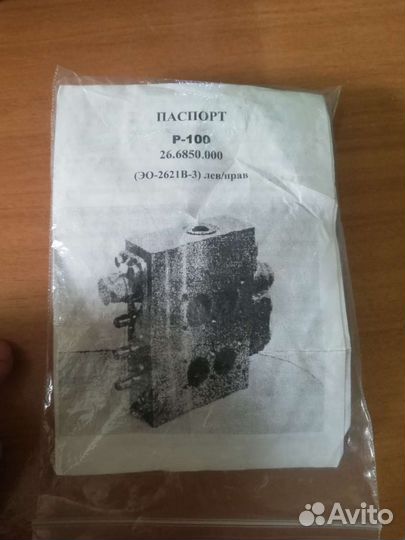 ПАСПОРТ
Р-100
26.6850.000
(ЭО-2621В-3) лев/прав
Avito